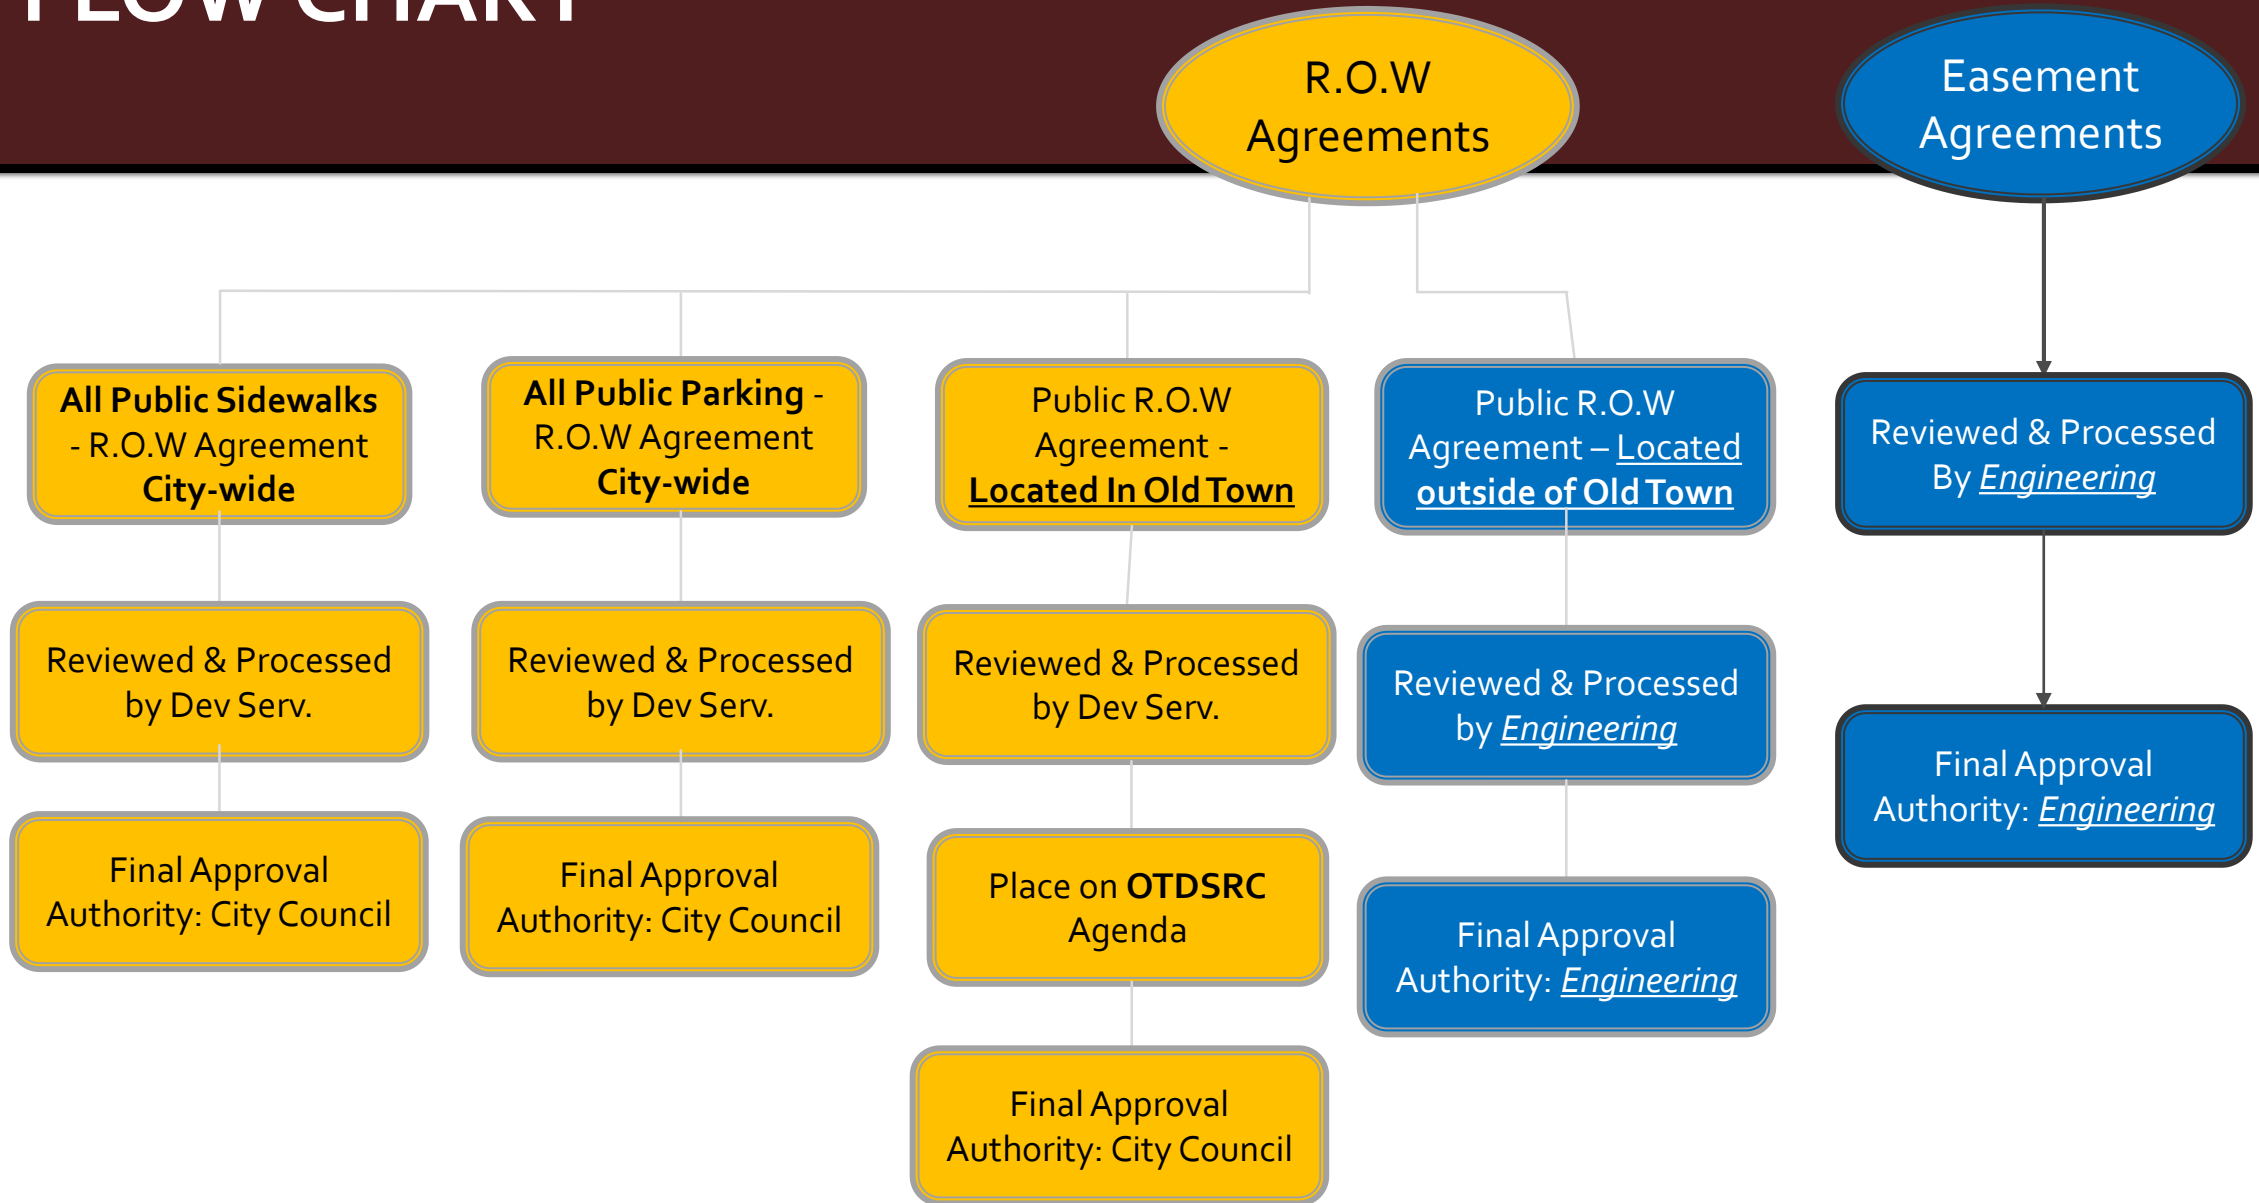 FLOW CHART
R.O.W
Agreements
Easement
Agreements
All Public Sidewalks
- R.O.W Agreement
City-wide
Reviewed & Processed
by Dev Serv.
Final Approval
Authority: City Council
All Public Parking -
R.O.W Agreement
City-wide
Reviewed & Processed
by Dev Serv.
Final Approval
Authority: City Council
Public R.O.W
Agreement -
Located In Old Town
Reviewed & Processed
by Dev Serv.
Place on OTDSRC
Agenda
Final Approval
Authority: City Council
Public R.O.W
Agreement – Located
outside of Old Town
Reviewed & Processed
by Engineering
Final Approval
Authority: Engineering
Reviewed & Processed
By Engineering
Final Approval
Authority: Engineering